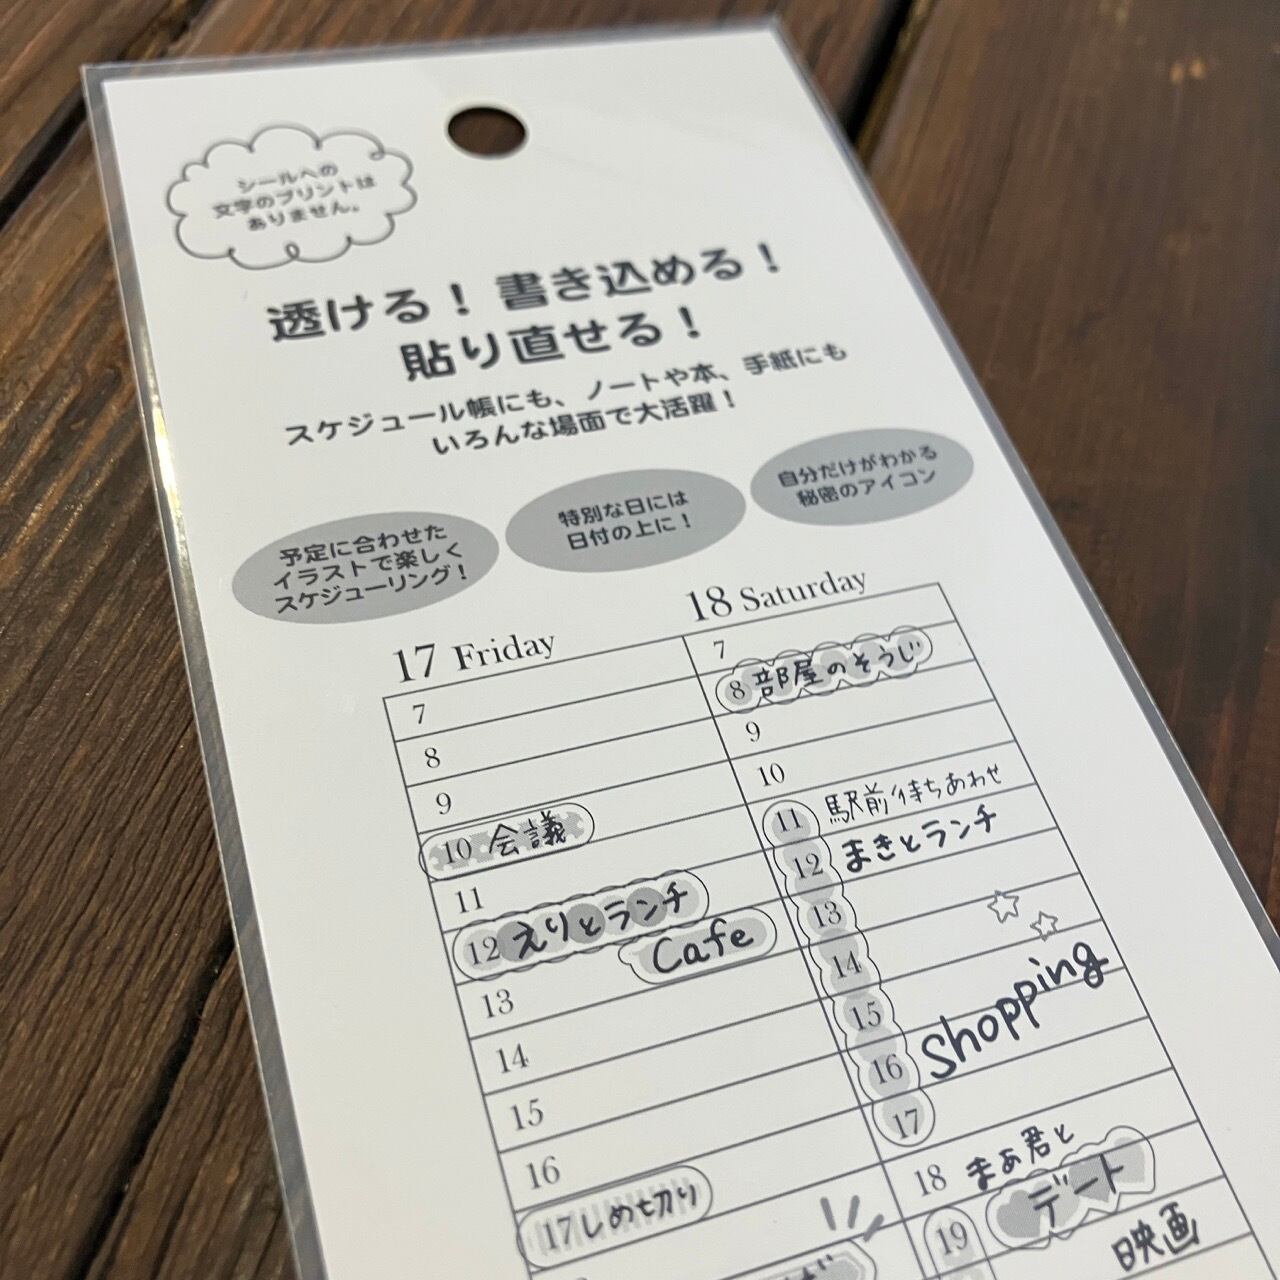 シールへの
文字のプリントは
ありません。
透ける！ 書き込める！
貼り直せる！
スケジュール帳にも、ノートや本、手紙にも
いろんな場面で大活躍！
予定に合わせた
イラストで楽しく
スケジューリング！
特別な日には
日付の上に！
自分だけがわかる
秘密のアイコン
17 Friday
7
8
9
10 会議
11
12 えりとランチ
Cafe
13
14
15
16
17 しめ切り
18 Saturday
7
8 部屋のそうじ
9
10
11 駅前待ちあわせ
12 まきとランチ
13
14
15
16 Shopping
17
18 まぁ君と
デート
19
映画